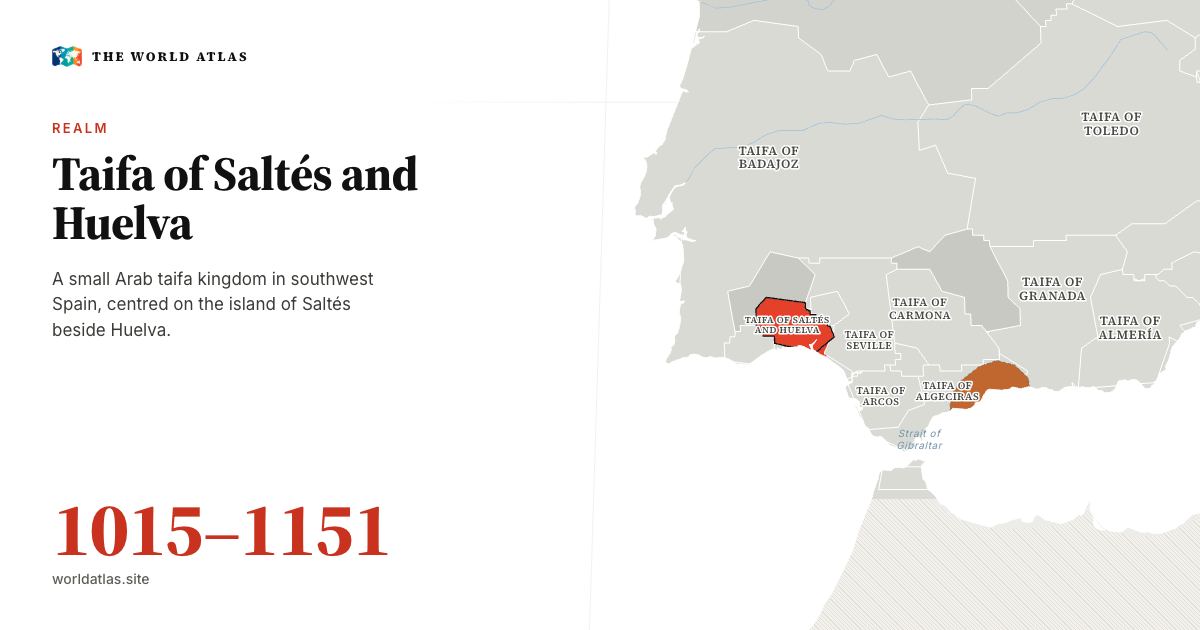 THE WORLD ATLAS
REALM
Taifa of Saltés and
Huelva
A small Arab taifa kingdom in southwest
Spain, centred on the island of Saltés
beside Huelva.
1015–1151
worldatlas.site
TAIFA OF
TOLEDO
TAIFA OF
BADAJOZ
TAIFA OF
GRANADA
TAIFA OF
CARMONA
TAIFA OF SALTÉS
AND HUELVA
TAIFA OF
ALMERÍA
TAIFA OF
SEVILLE
TAIFA OF
ARCOS
TAIFA OF
ALGECIRAS
Strait of
Gibraltar